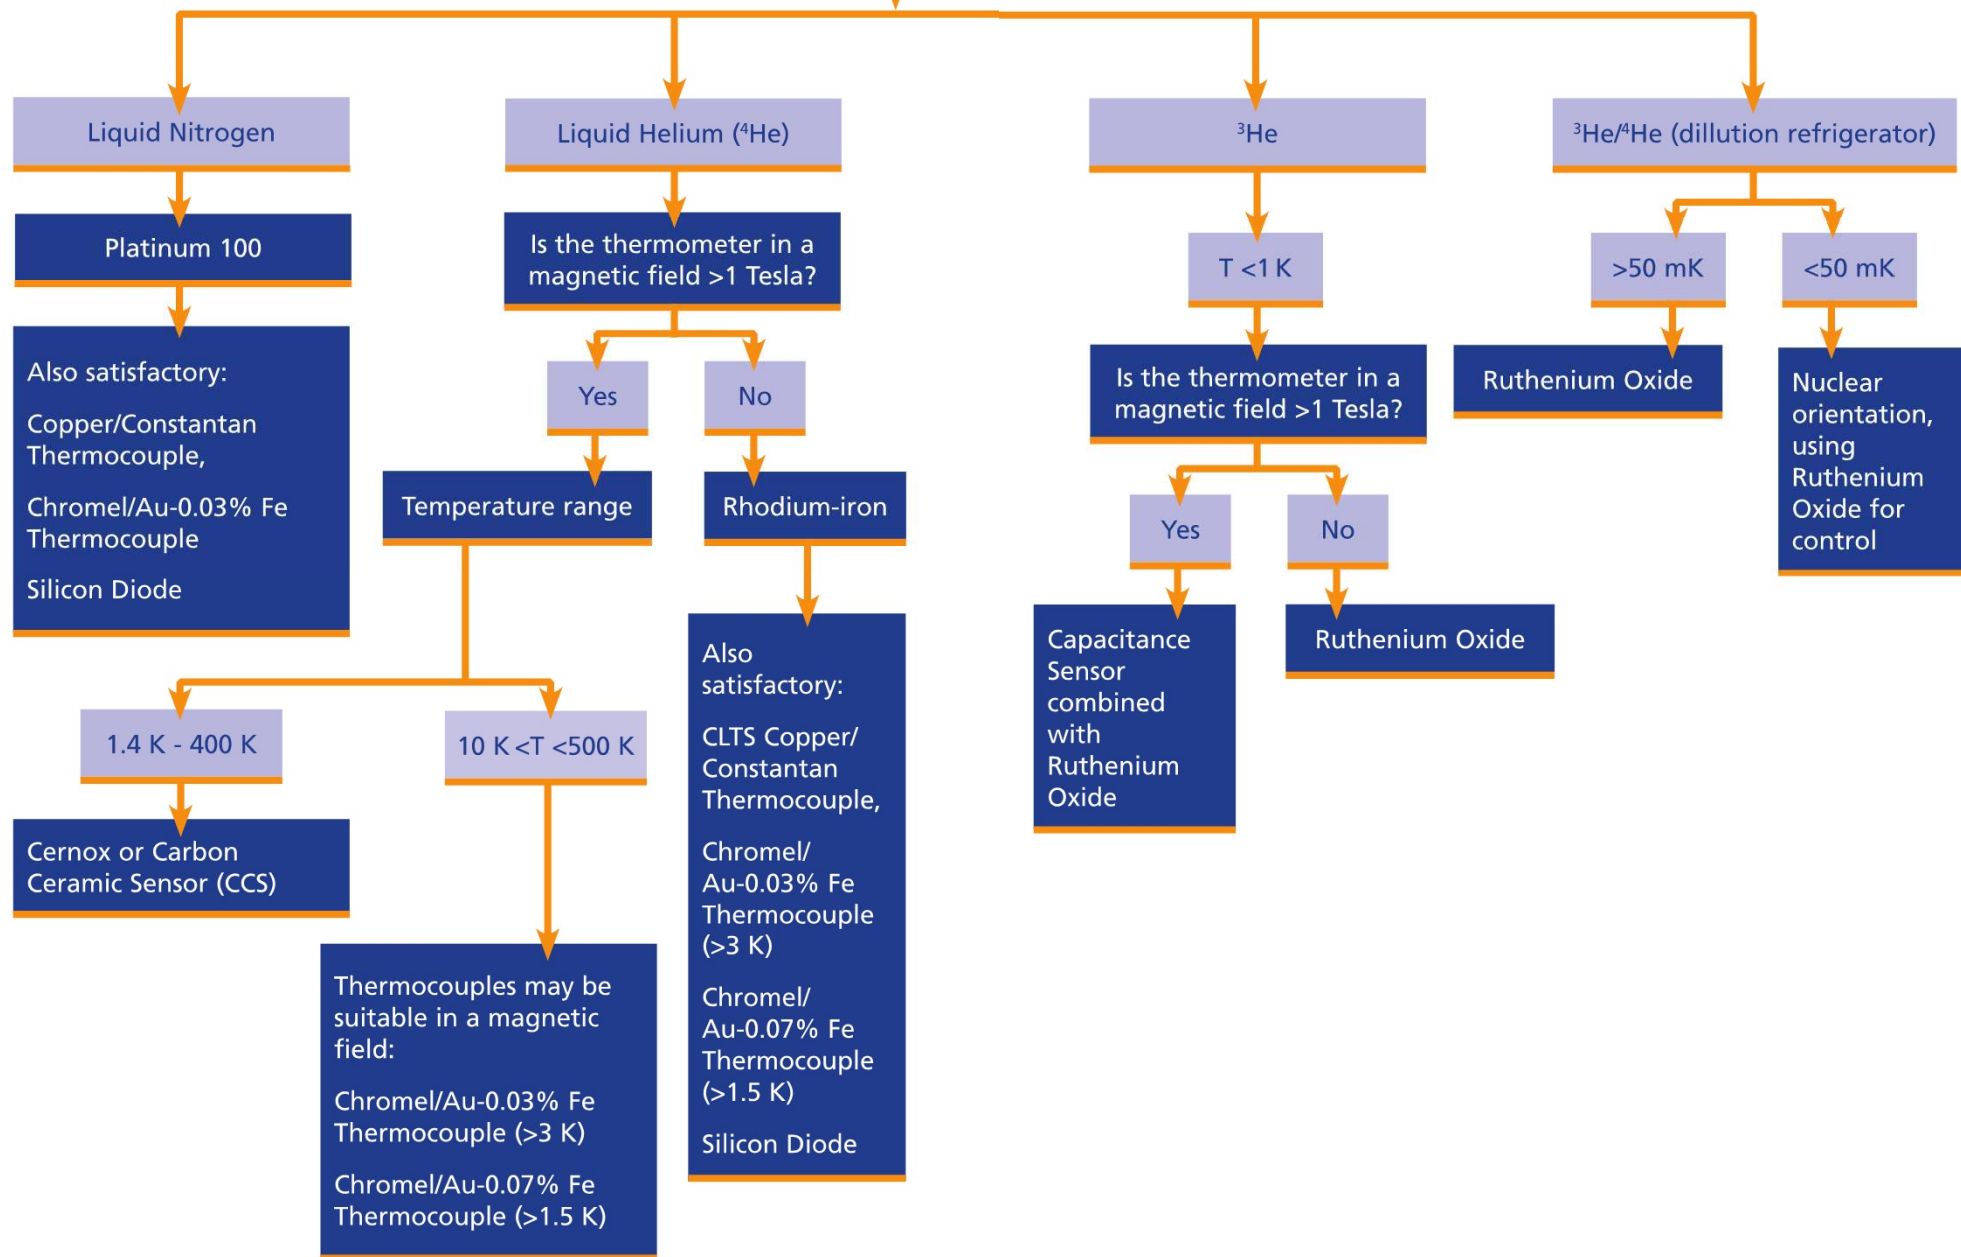 Liquid Nitrogen
Platinum 100
Also satisfactory:
Copper/Constantan
Thermocouple,
Chromel/Au-0.03% Fe
Thermocouple
Silicon Diode
Liquid Helium (⁴He)
Is the thermometer in a
magnetic field >1 Tesla?
Yes
No
Temperature range
Rhodium-iron
1.4 K - 400 K
10 K <T <500 K
Cernox or Carbon
Ceramic Sensor (CCS)
Thermocouples may be
suitable in a magnetic
field:
Chromel/Au-0.03% Fe
Thermocouple (>3 K)
Chromel/Au-0.07% Fe
Thermocouple (>1.5 K)
Also
satisfactory:
CLTS Copper/
Constantan
Thermocouple,
Chromel/
Au-0.03% Fe
Thermocouple
(>3 K)
Chromel/
Au-0.07% Fe
Thermocouple
(>1.5 K)
Silicon Diode
³He
T <1 K
Is the thermometer in a
magnetic field >1 Tesla?
Yes
No
Capacitance
Sensor
combined
with
Ruthenium
Oxide
Ruthenium Oxide
³He/⁴He (dillution refrigerator)
>50 mK
<50 mK
Ruthenium Oxide
Nuclear
orientation,
using
Ruthenium
Oxide for
control